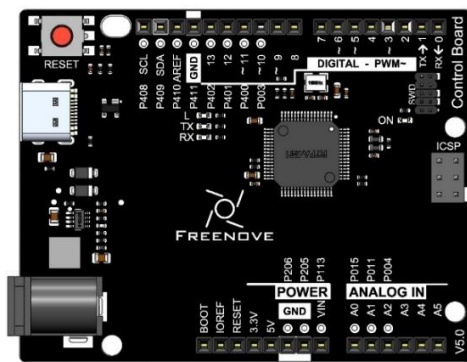 RESET
SCL
SDA
AREF
GND
13
12
~11
~10
~9
8
7
~6
~5
4
~3
2
TX→1
RX←0
P408
P409
P410
P411
P402
P401
P400
P003
DIGITAL - PWM~
SWD
Control Board
L
TX
RX
ON
ICSP
RENESAS
FREENOVE
P206
P205
P113
P015
P011
P004
POWER
ANALOG IN
GND
BOOT
IOREF
RESET
3.3V
5V
VIN
A0
A1
A2
A3
A4
A5
V5.0